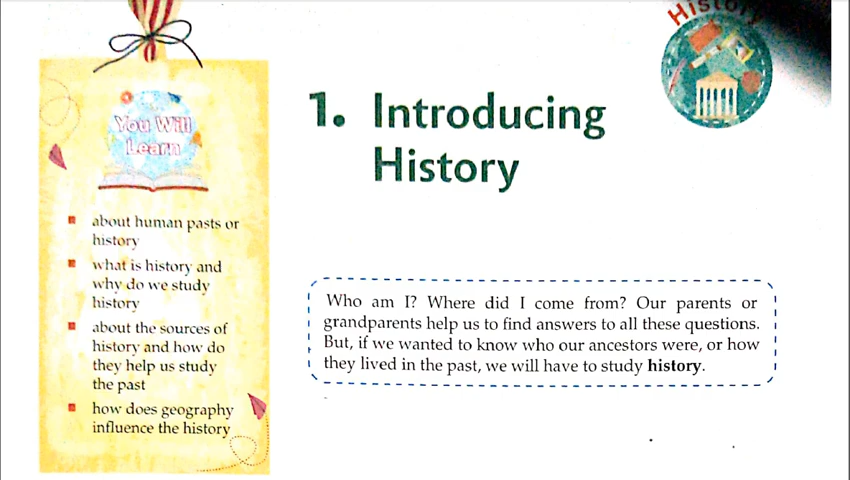 History
1. Introducing
History
You Will
Learn
about human pasts or
history
what is history and
why do we study
history
about the sources of
history and how do
they help us study
the past
how does geography
influence the history
Who am I? Where did I come from? Our parents or
grandparents help us to find answers to all these questions.
But, if we wanted to know who our ancestors were, or how
they lived in the past, we will have to study history.